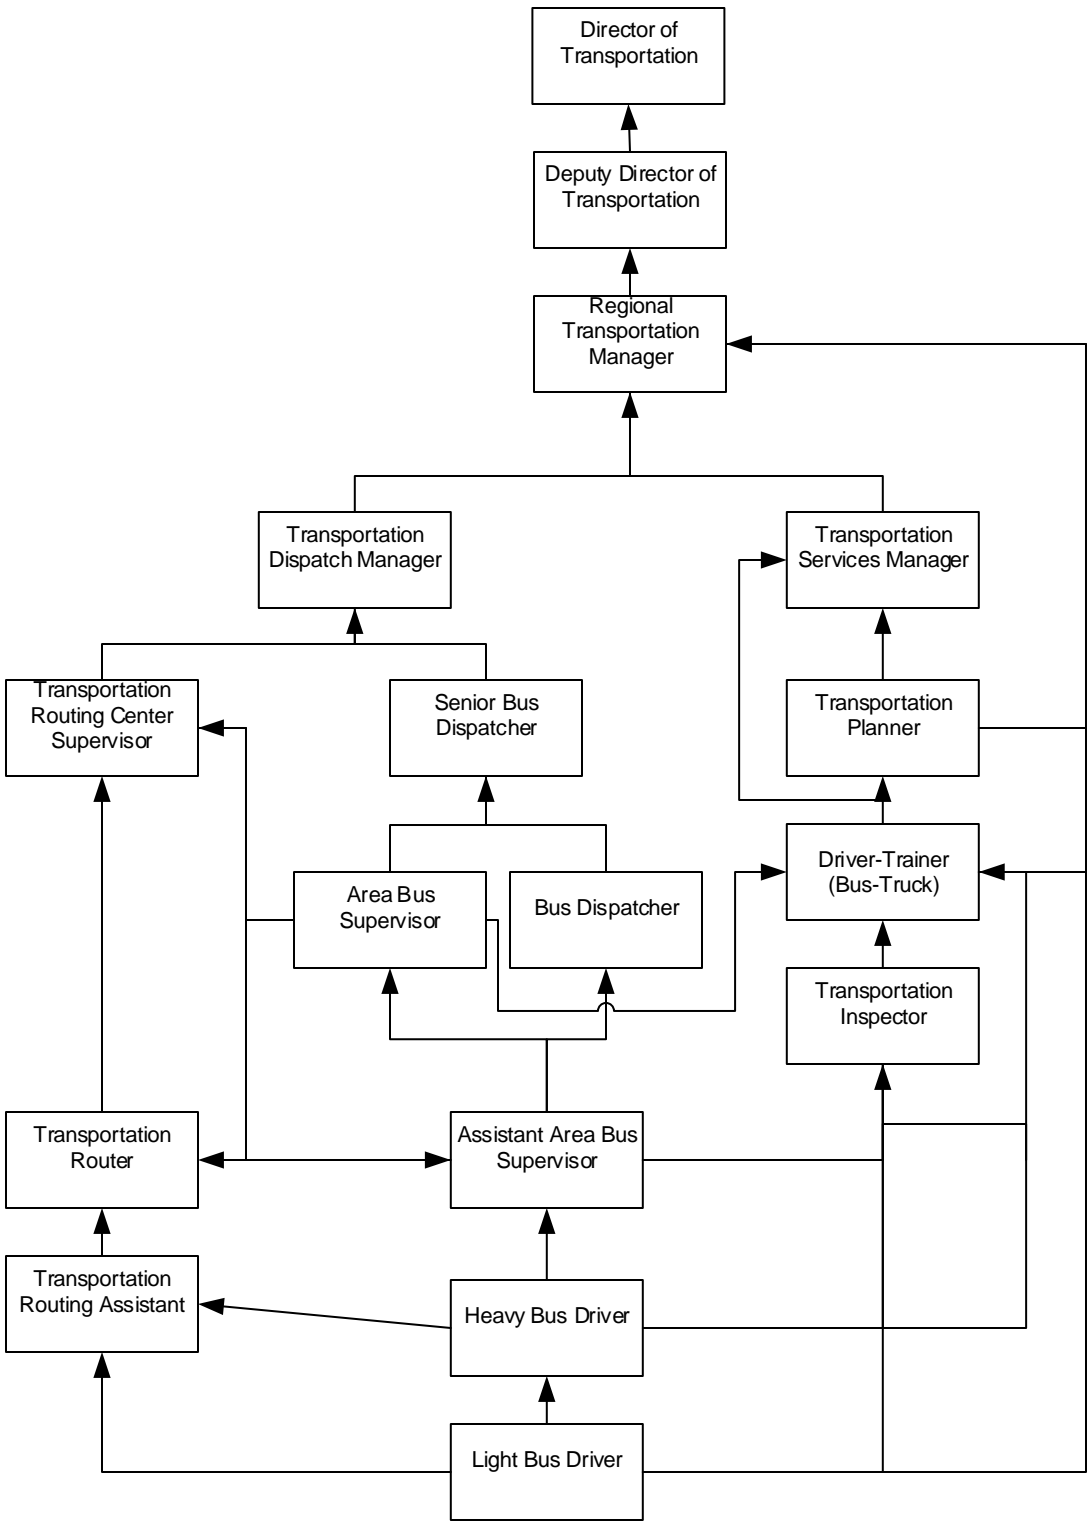 Director of
Transportation
Deputy Director of
Transportation
Regional
Transportation
Manager
Transportation
Dispatch Manager
Transportation
Services Manager
Transportation
Routing Center
Supervisor
Senior Bus
Dispatcher
Transportation
Planner
Area Bus
Supervisor
Bus Dispatcher
Driver-Trainer
(Bus-Truck)
Transportation
Inspector
Transportation
Router
Assistant Area Bus
Supervisor
Transportation
Routing Assistant
Heavy Bus Driver
Light Bus Driver